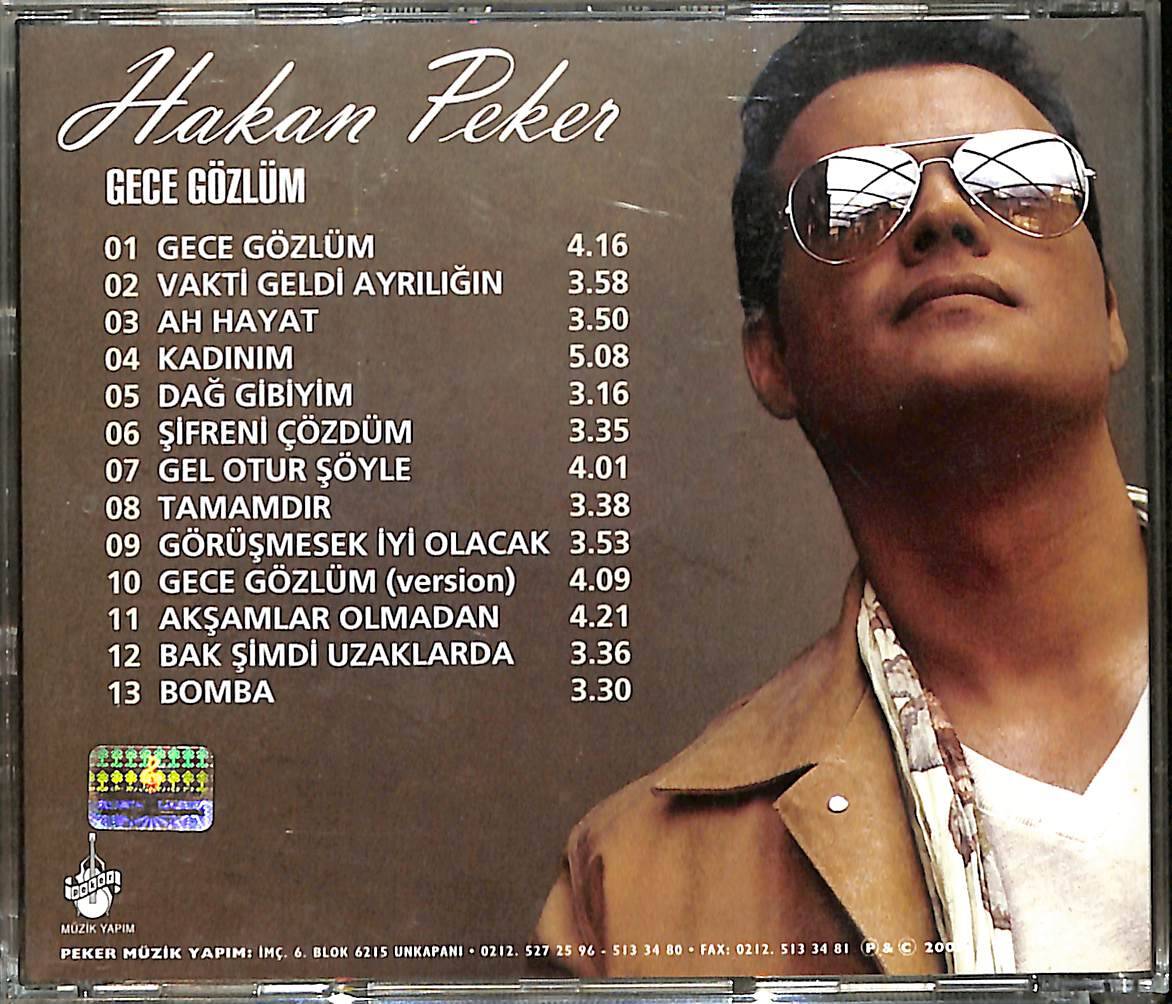 Hakan Peker
GECE GÖZLÜM
01 GECE GÖZLÜM 4.16
02 VAKTİ GELDİ AYRILIĞIN 3.58
03 AH HAYAT 3.50
04 KADINIM 5.08
05 DAĞ GİBİYİM 3.16
06 ŞİFRENİ ÇÖZDÜM 3.35
07 GEL OTUR ŞÖYLE 4.01
08 TAMAMDIR 3.38
09 GÖRÜŞMESEK İYİ OLACAK 3.53
10 GECE GÖZLÜM (version) 4.09
11 AKŞAMLAR OLMADAN 4.21
12 BAK ŞİMDİ UZAKLARDA 3.36
13 BOMBA 3.30
PEKER
MÜZİK YAPIM
PEKER MÜZİK YAPIM: İMÇ. 6. BLOK 6215 UNKAPANI • 0212. 527 25 96 - 513 34 80 • FAX: 0212. 513 34 81 Ⓟ & ©